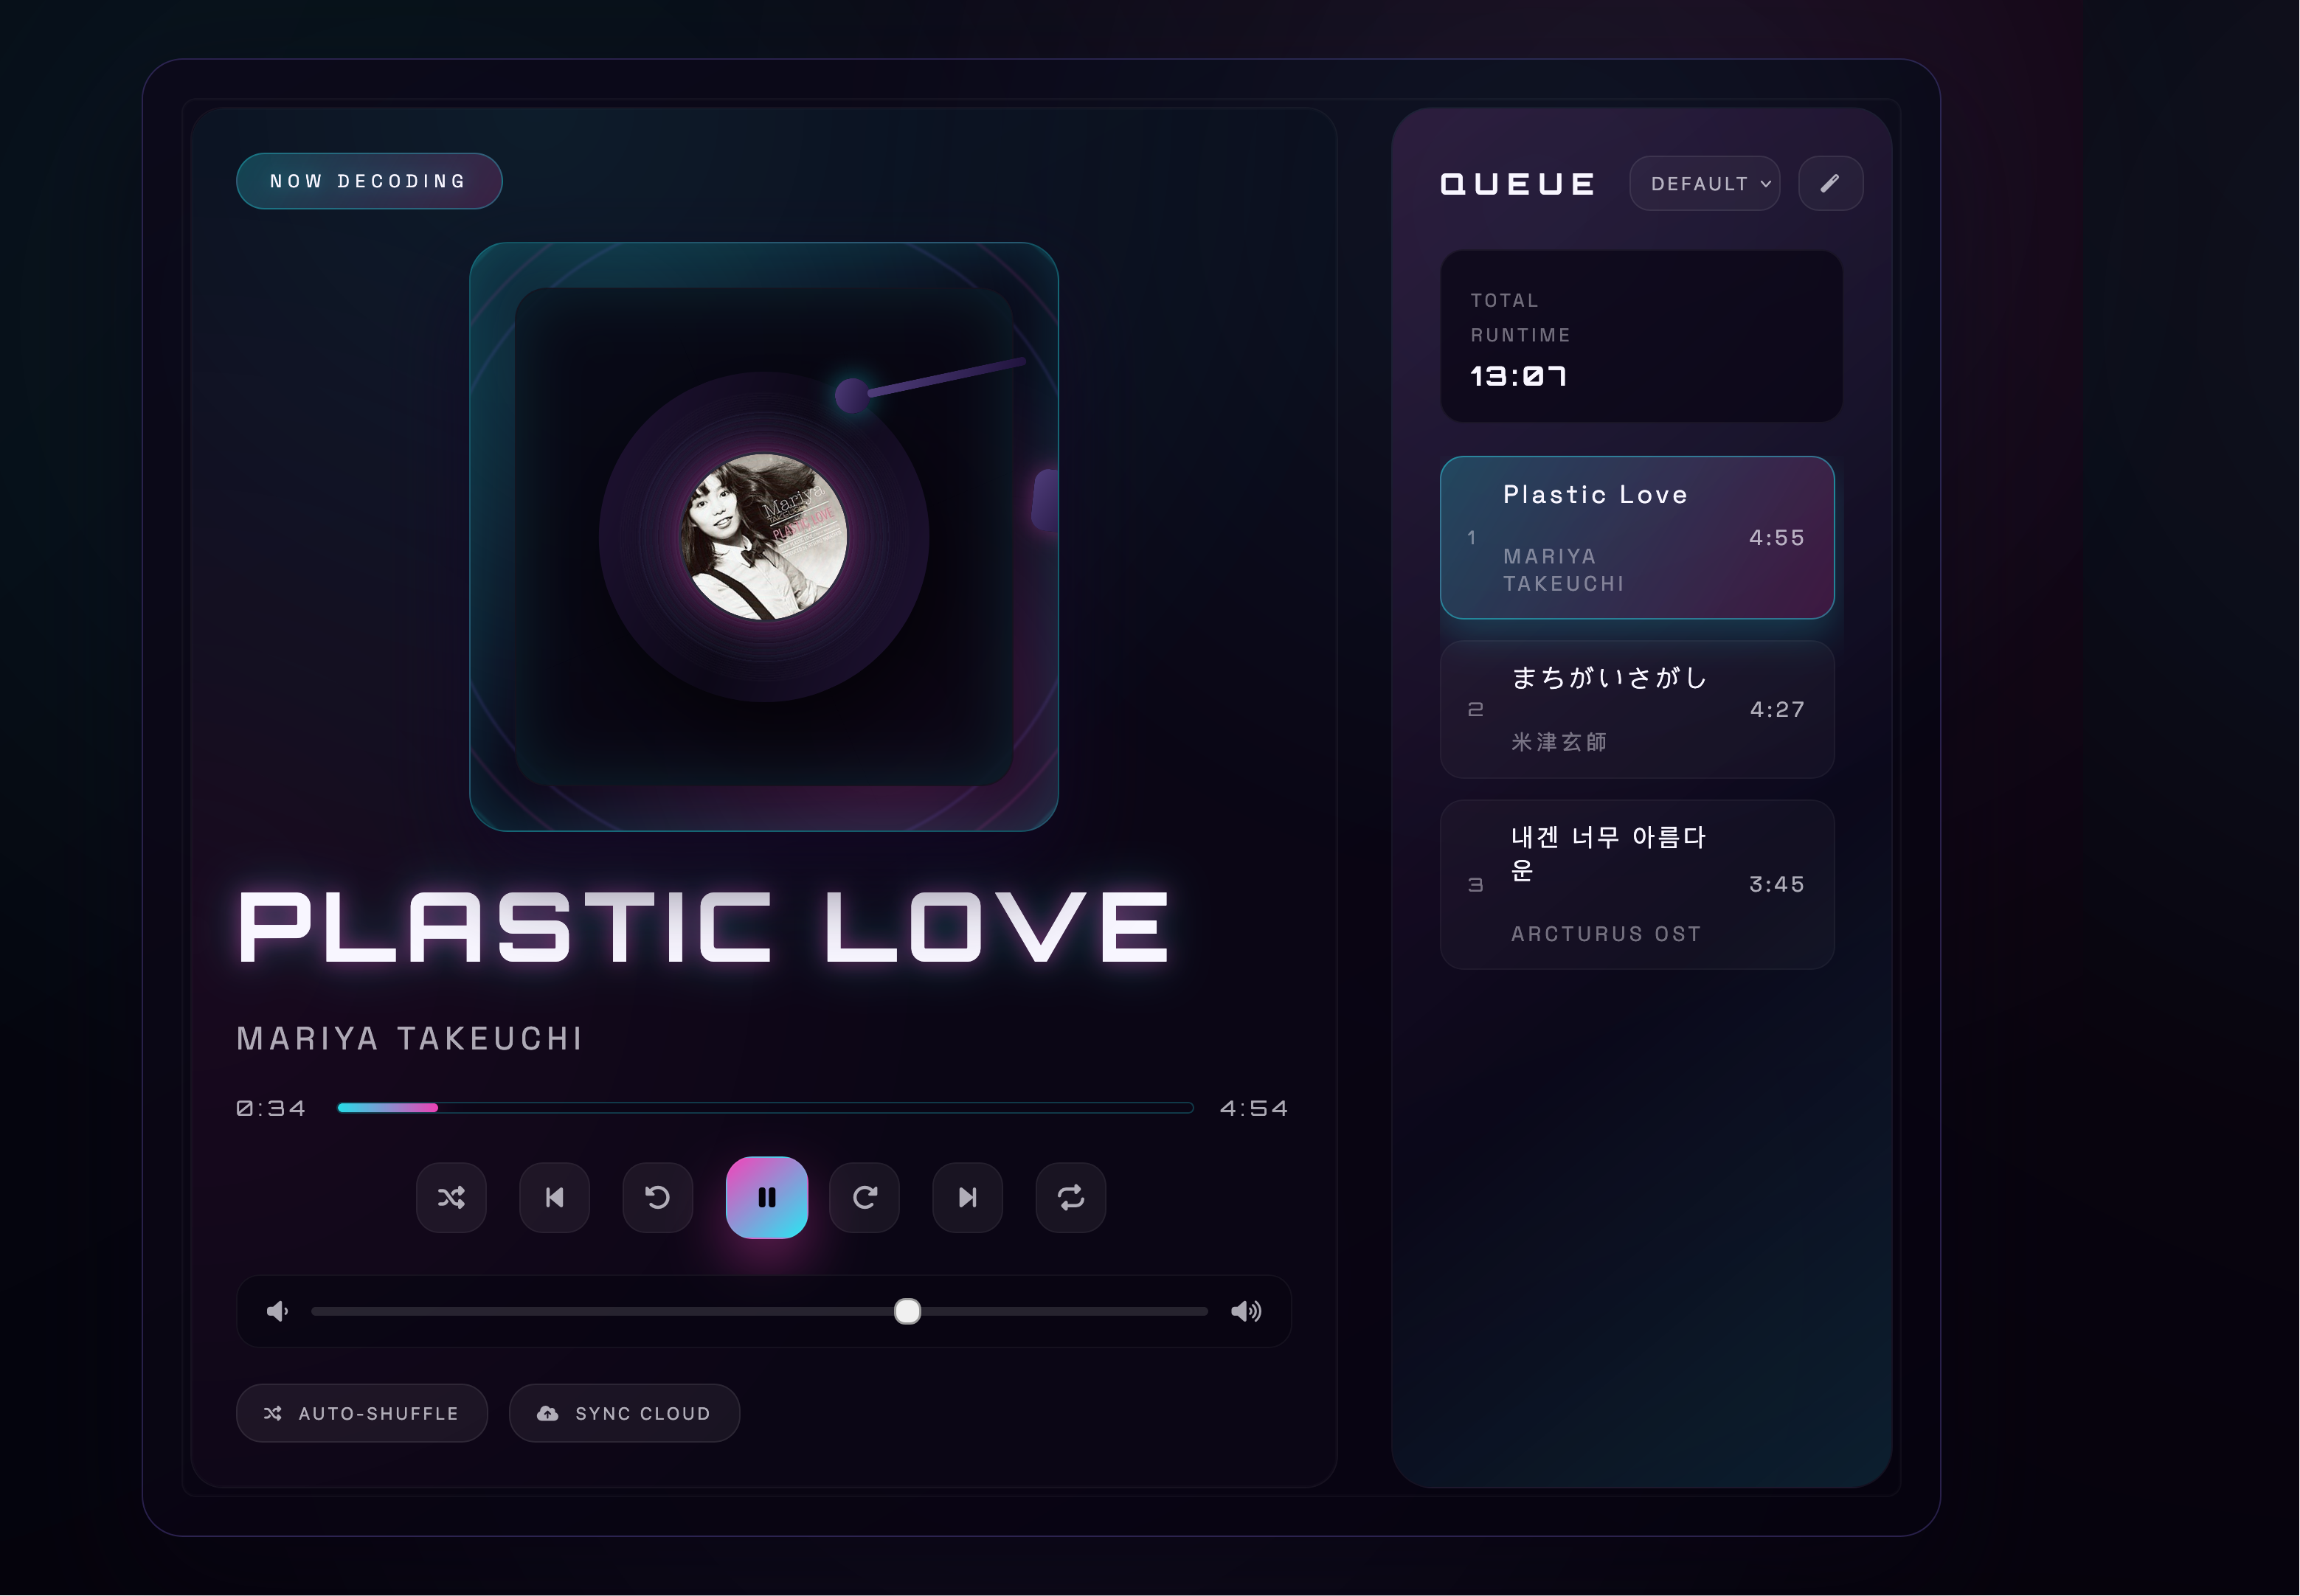 NOW DECODING
Mariya
TAKEUCHI
PLASTIC LOVE
PLASTIC LOVE
MARIYA TAKEUCHI
0:34
4:54
AUTO-SHUFFLE
SYNC CLOUD
QUEUE
DEFAULT
TOTAL
RUNTIME
13:07
1
Plastic Love
MARIYA
TAKEUCHI
4:55
2
まちがいさがし
米津玄師
4:27
3
내겐 너무 아름다
운
ARCTURUS OST
3:45